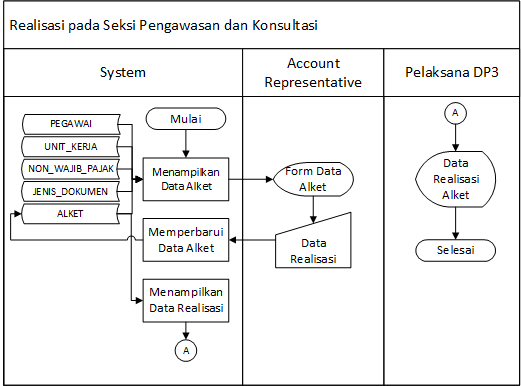 Realisasi pada Seksi Pengawasan dan Konsultasi
System
Account
Representative
Pelaksana DP3
PEGAWAI
UNIT_KERJA
NON_WAJIB_PAJAK
JENIS_DOKUMEN
ALKET
Mulai
Menampilkan
Data Alket
Memperbarui
Data Alket
Menampilkan
Data Realisasi
A
Form Data
Alket
Data
Realisasi
A
Data
Realisasi
Alket
Selesai